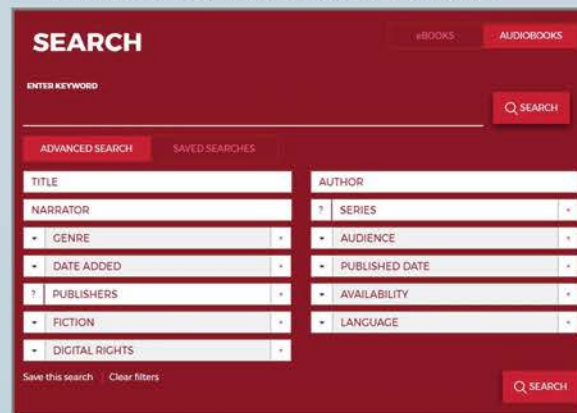 SEARCH
eBOOKS AUDIOBOOKS
ENTER KEYWORD
SEARCH
ADVANCED SEARCH SAVED SEARCHES
TITLE AUTHOR
NARRATOR ? SERIES
GENRE AUDIENCE
DATE ADDED PUBLISHED DATE
? PUBLISHERS AVAILABILITY
FICTION LANGUAGE
DIGITAL RIGHTS
Save this search | Clear filters
SEARCH